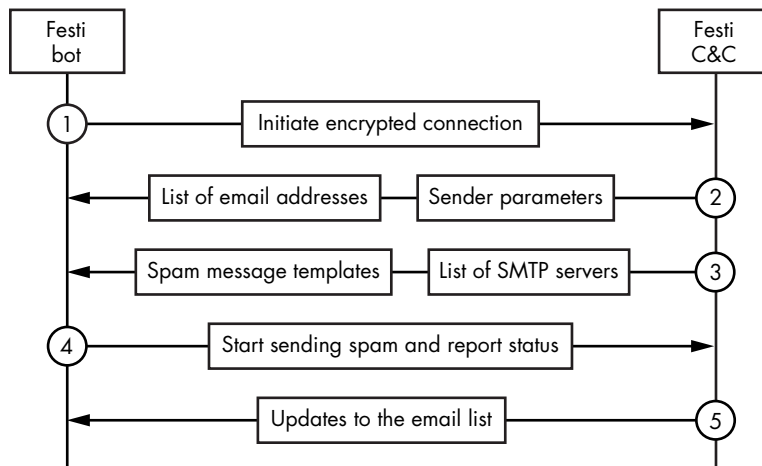 Festi
bot
Festi
C&C
1
Initiate encrypted connection
List of email addresses
Sender parameters
2
Spam message templates
List of SMTP servers
3
4
Start sending spam and report status
Updates to the email list
5